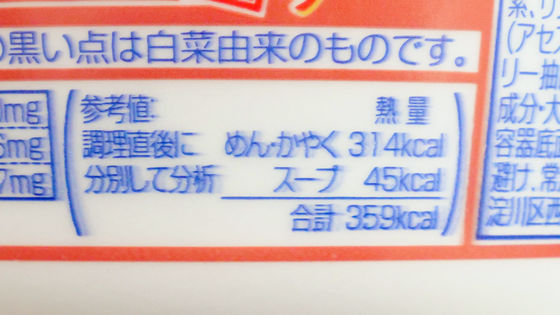 の黒い点は白菜由来のものです。
mg
mg
mg
参考値: 熱量
調理直後に めん・かやく 314kcal
分別して分析 スープ 45kcal
合計 359kcal
(アセ
リー抽
成分・大
容器底
避け、常
淀川区西